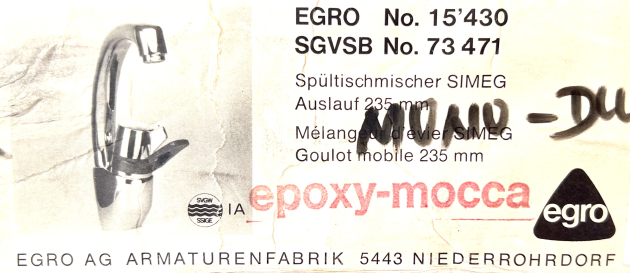 EGRO No. 15'430
SGVSB No. 73 471
Spültischmischer SIMEG
Auslauf 235 mm
Mélangeur d'évier SIMEG
Goulot mobile 235 mm
MONO -
SVGW
SSIGE
IA
epoxy-mocca
egro
EGRO AG ARMATURENFABRIK 5443 NIEDERROHRDORF